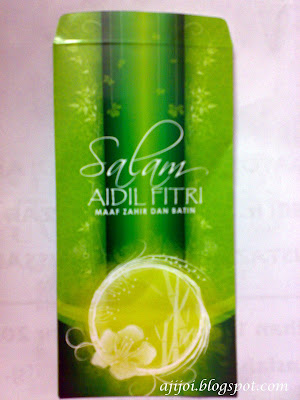 Salam
AIDIL FITRI
MAAF ZAHIR DAN BATIN
ajijoi.blogspot.com